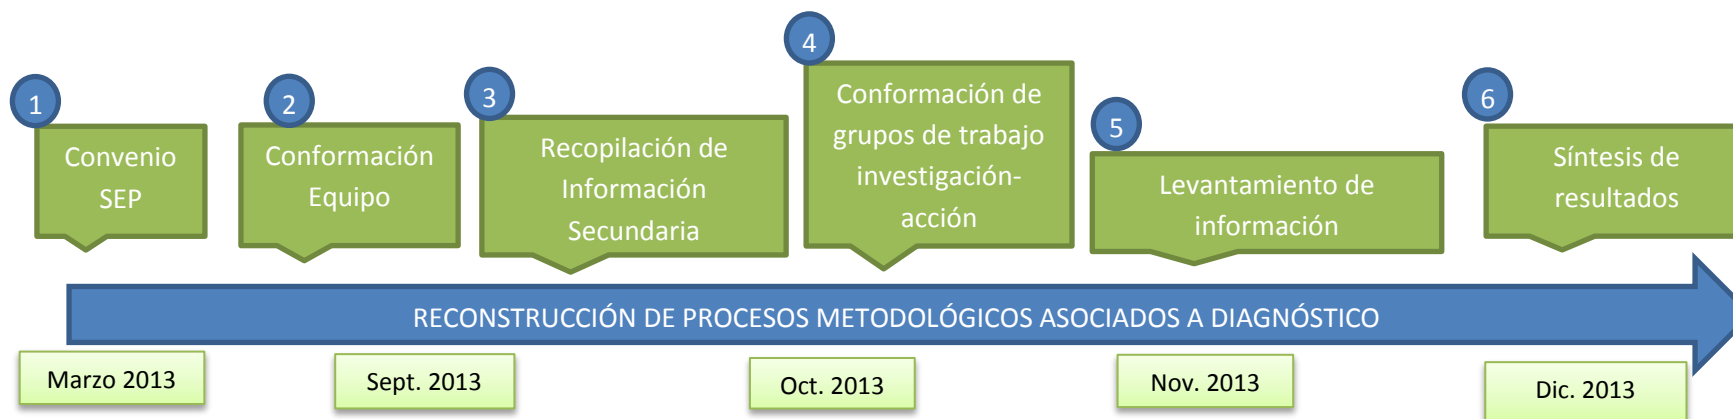 1
Convenio
SEP
2
Conformación
Equipo
3
Recopilación de
Información
Secundaria
4
Conformación de
grupos de trabajo
investigación-
acción
5
Levantamiento de
información
6
Síntesis de
resultados
RECONSTRUCCIÓN DE PROCESOS METODOLÓGICOS ASOCIADOS A DIAGNÓSTICO
Marzo 2013
Sept. 2013
Oct. 2013
Nov. 2013
Dic. 2013